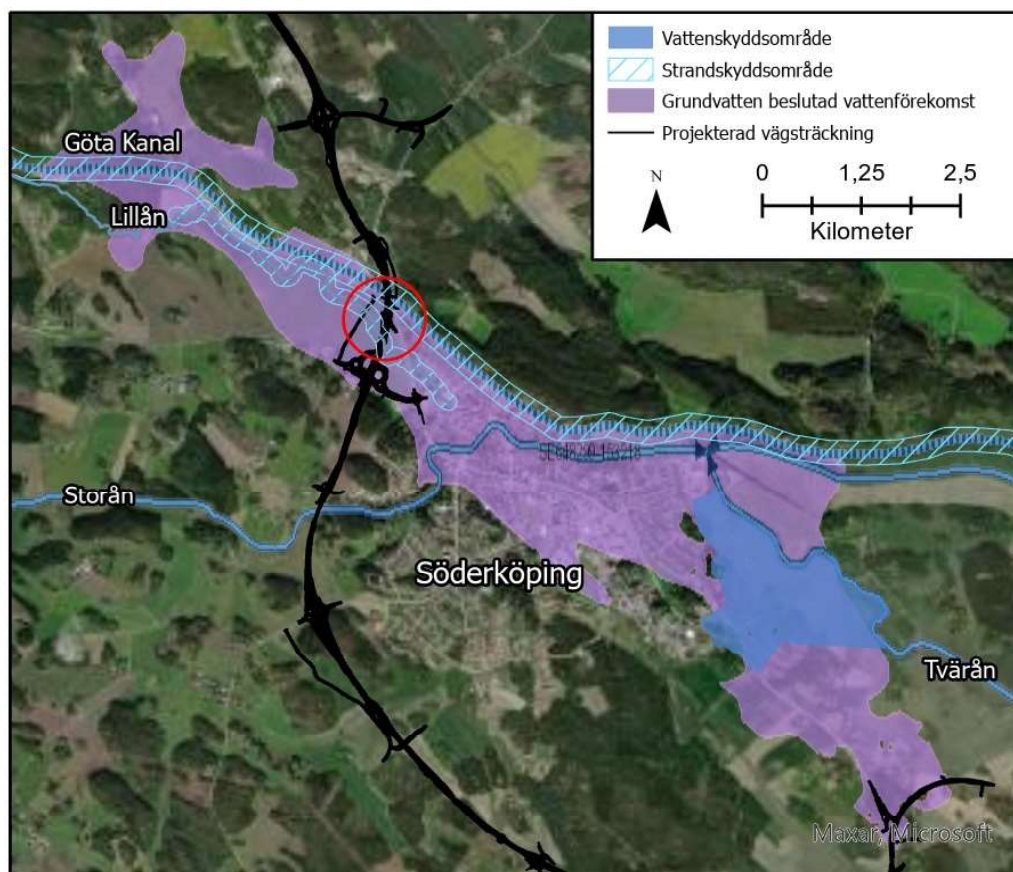 Vattenskyddsområde
Strandskyddsområde
Grundvatten beslutad vattenförekomst
Projekterad vägsträckning
N
0 1,25 2,5
Kilometer
Göta Kanal
Lillån
Storån
Söderköping
Tvärån
Maxar, Microsoft